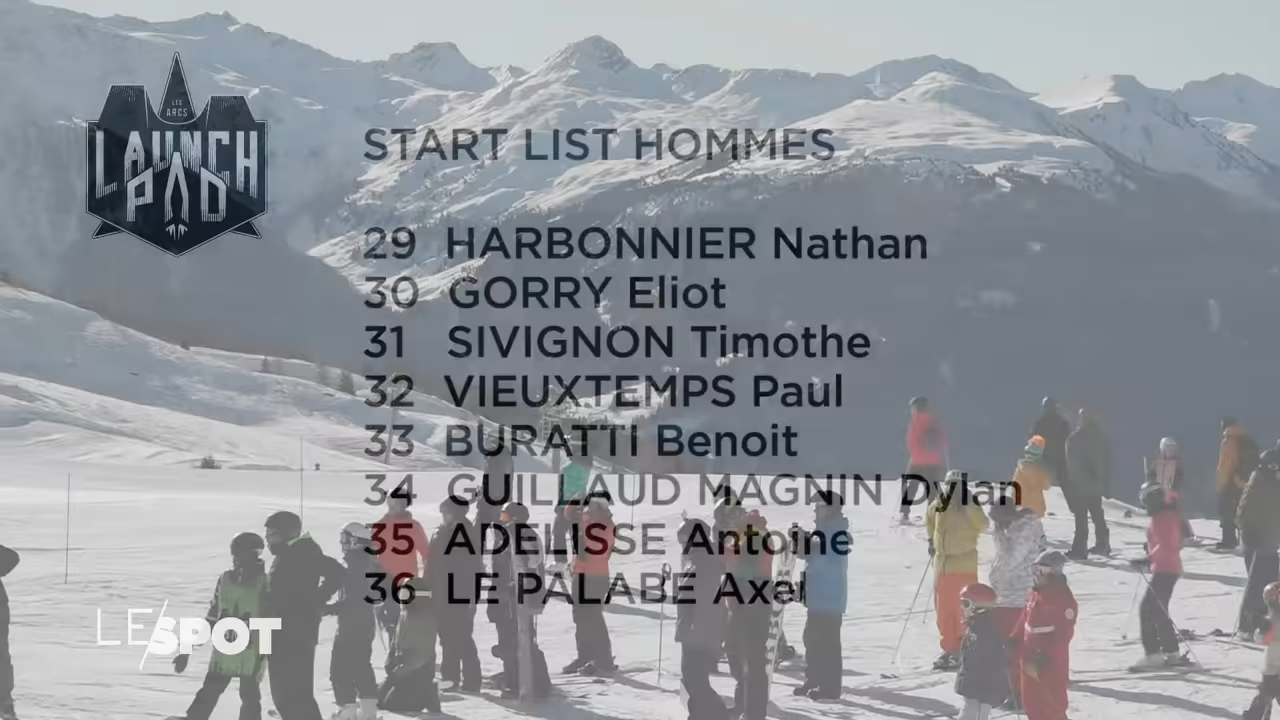 LES
ARCS
LAUNCH
PAD
START LIST HOMMES
29 HARBONNIER Nathan
30 GORRY Eliot
31 SIVIGNON Timothe
32 VIEUXTEMPS Paul
33 BURATTI Benoit
34 GUILLAUD MAGNIN Dylan
35 ADELISSE Antoine
36 LE PALABE Axel
LE/SPOT